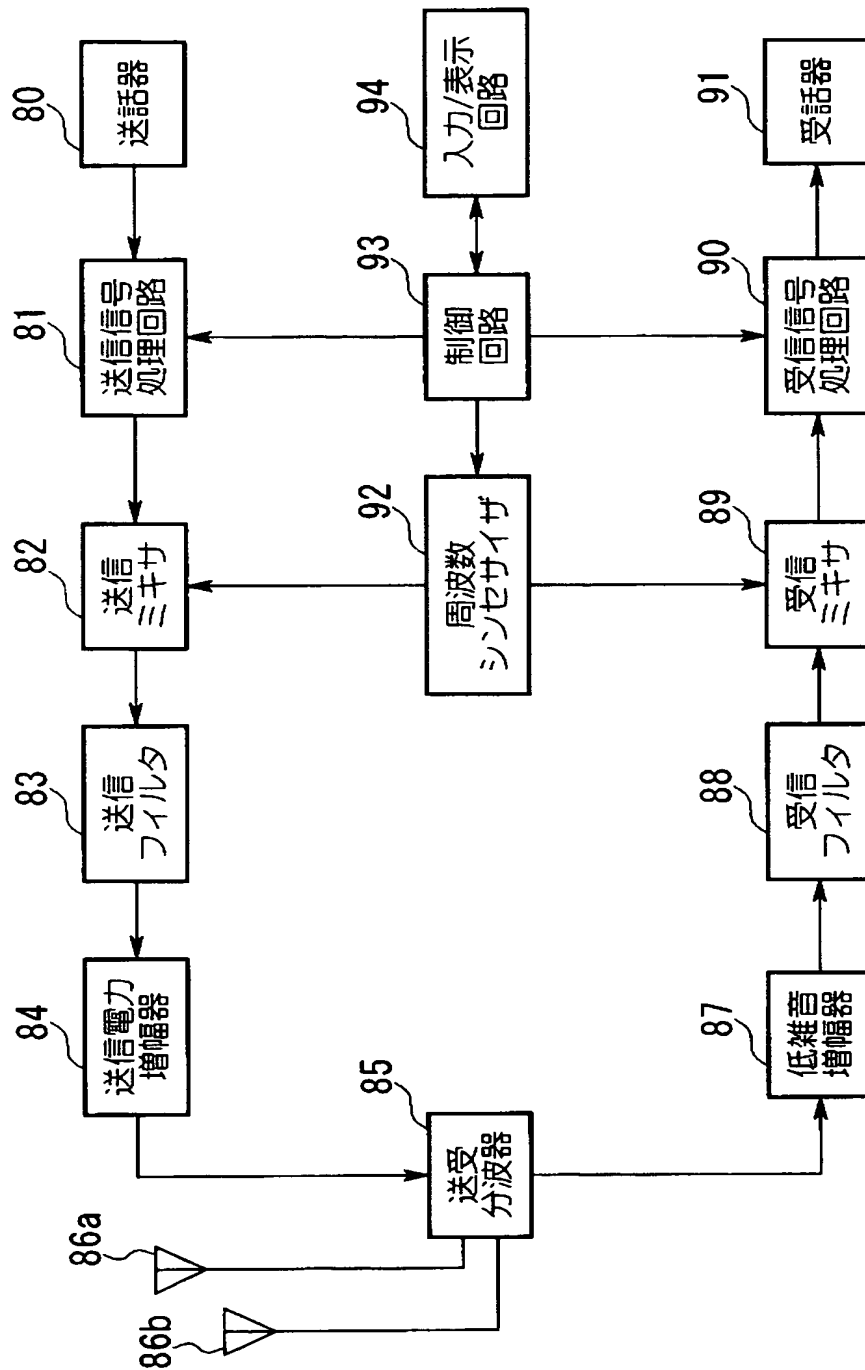 86a
86b
84
送信電力
増幅器
83
送信
フィルタ
82
送信
ミキサ
81
送信信号
処理回路
80
送話器
85
送受
分波器
92
周波数
シンセサイザ
93
制御
回路
94
入力/表示
回路
87
低雑音
増幅器
88
受信
フィルタ
89
受信
ミキサ
90
受信信号
処理回路
91
受話器